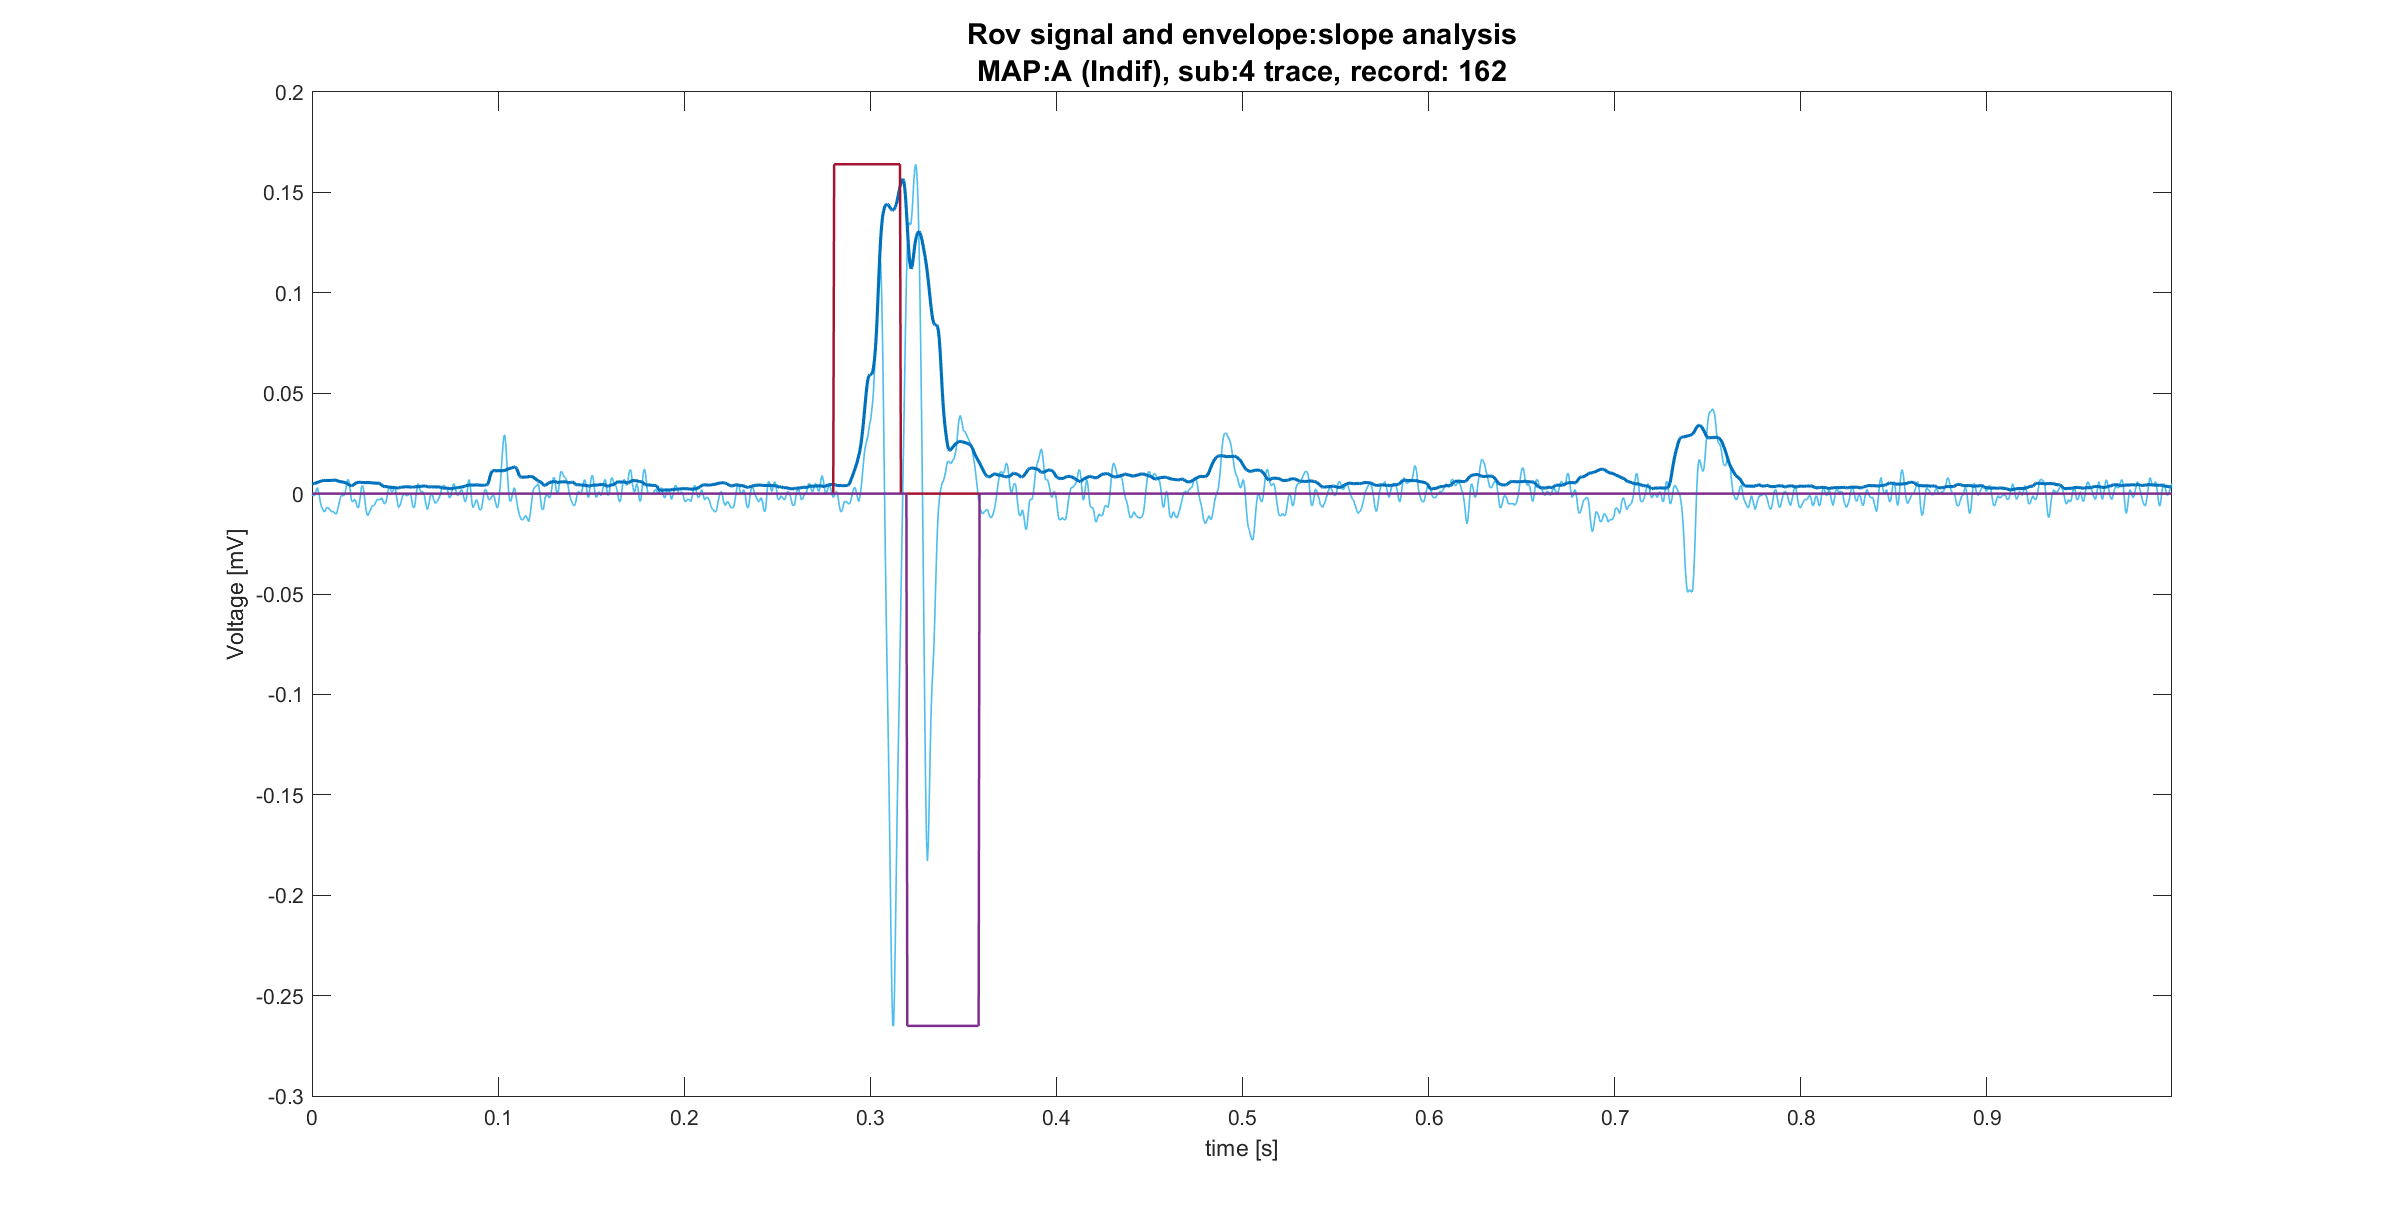 Rov signal and envelope:slope analysis
MAP:A (Indif), sub:4 trace, record: 162
0.2
0.15
0.1
0.05
0
-0.05
-0.1
-0.15
-0.2
-0.25
-0.3
Voltage [mV]
0 0.1 0.2 0.3 0.4 0.5 0.6 0.7 0.8 0.9
time [s]